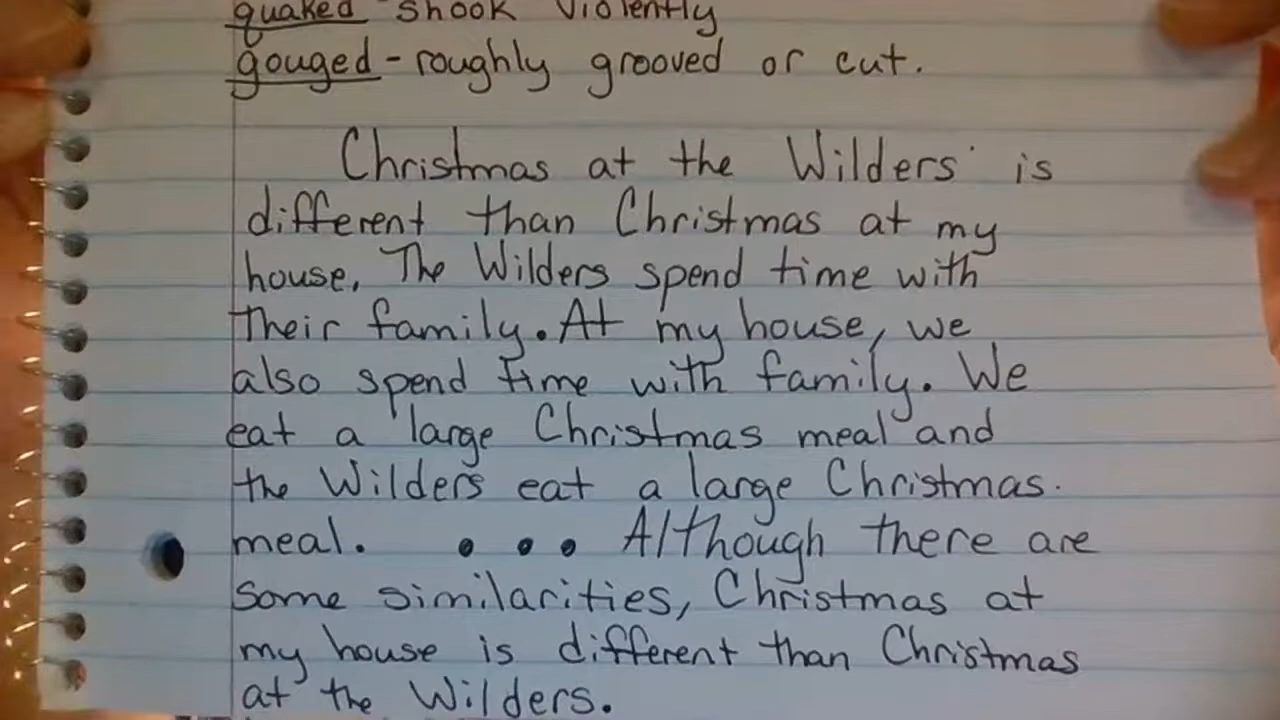 quaked - shook violently
gouged - roughly grooved or cut.
Christmas at the Wilders' is
different than Christmas at my
house. The Wilders spend time with
their family. At my house, we
also spend time with family. We
eat a large Christmas meal and
the Wilders eat a large Christmas.
meal. . . . Although there are
some similarities, Christmas at
my house is different than Christmas
at the Wilders.